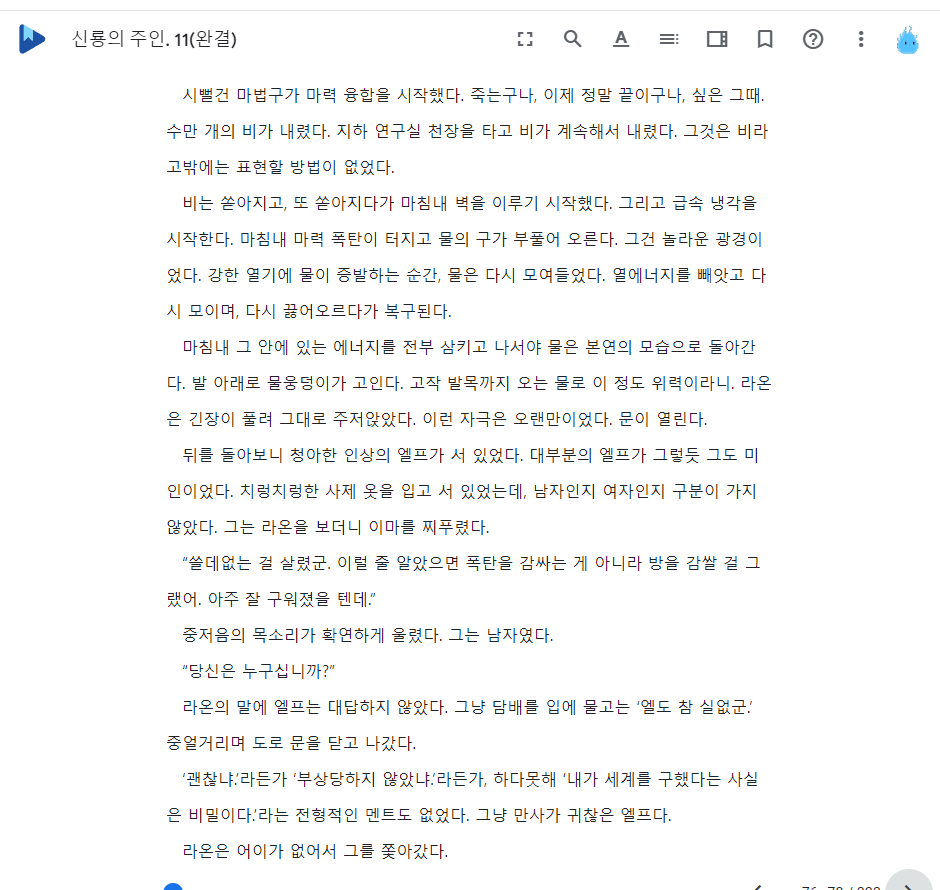 신룡의 주인. 11(완결)
시뻘건 마법구가 마력 융합을 시작했다. 죽는구나, 이제 정말 끝이구나, 싶은 그때.
수만 개의 비가 내렸다. 지하 연구실 천장을 타고 비가 계속해서 내렸다. 그것은 비라
고밖에는 표현할 방법이 없었다.
비는 쏟아지고, 또 쏟아지다가 마침내 벽을 이루기 시작했다. 그리고 급속 냉각을
시작한다. 마침내 마력 폭탄이 터지고 물의 구가 부풀어 오른다. 그건 놀라운 광경이
었다. 강한 열기에 물이 증발하는 순간, 물은 다시 모여들었다. 열에너지를 빼앗고 다
시 모이며, 다시 끓어오르다가 복구된다.
마침내 그 안에 있는 에너지를 전부 삼키고 나서야 물은 본연의 모습으로 돌아간
다. 발 아래로 물웅덩이가 고인다. 고작 발목까지 오는 물로 이 정도 위력이라니. 라온
은 긴장이 풀려 그대로 주저앉았다. 이런 자극은 오랜만이었다. 문이 열린다.
뒤를 돌아보니 청아한 인상의 엘프가 서 있었다. 대부분의 엘프가 그렇듯 그도 미
인이었다. 치렁치렁한 사제 옷을 입고 서 있었는데, 남자인지 여자인지 구분이 가지
않았다. 그는 라온을 보더니 이마를 찌푸렸다.
“쓸데없는 걸 살렸군. 이럴 줄 알았으면 폭탄을 감싸는 게 아니라 방을 감쌀 걸 그
랬어. 아주 잘 구워졌을 텐데.”
중저음의 목소리가 확연하게 울렸다. 그는 남자였다.
“당신은 누구십니까?”
라온의 말에 엘프는 대답하지 않았다. 그냥 담배를 입에 물고는 ‘엘도 참 실없군.’
중얼거리며 도로 문을 닫고 나갔다.
‘괜찮냐.’라든가 ‘부상당하지 않았냐.’라든가, 하다못해 ‘내가 세계를 구했다는 사실
은 비밀이다.’라는 전형적인 멘트도 없었다. 그냥 만사가 귀찮은 엘프다.
라온은 어이가 없어서 그를 쫓아갔다.